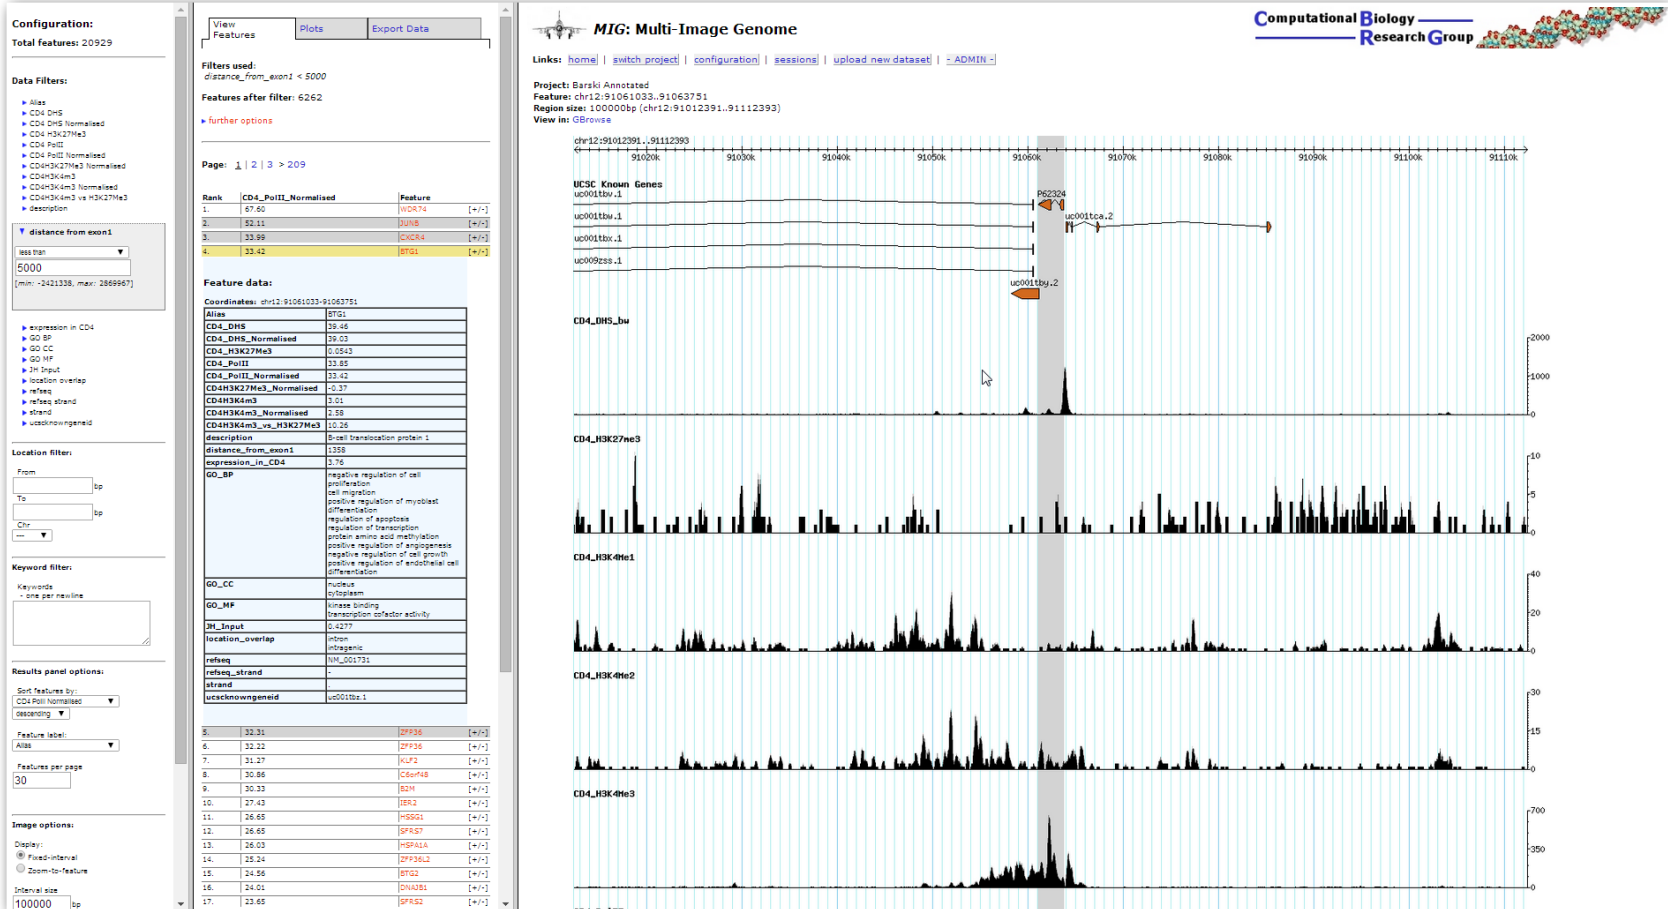 Configuration:
Total features: 20929
Data Filters:
Alias
CD4 DHS
CD4 DHS Normalised
CD4 H3K27Me3
CD4 PolII
CD4 PolII Normalised
CD4H3K27Me3 Normalised
CD4H3K4m3
CD4H3K4m3 Normalised
CD4H3K4m3 vs H3K27Me3
description
distance from exon1
less than
5000
[min: -2421338, max: 2869967]
expression in CD4
GO BP
GO CC
GO MF
JH Input
location overlap
refseq
refseq strand
strand
ucscknowngeneid
Location filter:
From
bp
To
bp
Chr
---
Keyword filter:
Keywords
- one per newline
Results panel options:
Sort features by:
CD4 PolII Normalised
descending
Feature label:
Alias
Features per page
30
Image options:
Display:
Fixed-interval
Zoom-to-feature
Interval size
100000 bp
View Features
Plots
Export Data
Filters used:
distance_from_exon1 < 5000
Features after filter: 6262
further options
Page: 1 | 2 | 3 > 209
Rank CD4_PolII_Normalised Feature
1. 67.60 WDR74 [+/-]
2. 52.11 JUNB [+/-]
3. 33.99 CXCR4 [+/-]
4. 33.42 BTG1 [+/-]
Feature data:
Coordinates: chr12:91061033-91063751
Alias BTG1
CD4_DHS 39.46
CD4_DHS_Normalised 39.03
CD4_H3K27Me3 0.0543
CD4_PolII 33.85
CD4_PolII_Normalised 33.42
CD4H3K27Me3_Normalised -0.37
CD4H3K4m3 3.01
CD4H3K4m3_Normalised 2.58
CD4H3K4m3_vs_H3K27Me3 10.26
description B-cell translocation protein 1
distance_from_exon1 1358
expression_in_CD4 3.76
GO_BP negative regulation of cell
proliferation
cell migration
positive regulation of myoblast
differentiation
regulation of apoptosis
regulation of transcription
protein amino acid methylation
positive regulation of angiogenesis
negative regulation of cell growth
positive regulation of endothelial cell
differentiation
GO_CC nucleus
cytoplasm
GO_MF kinase binding
transcription cofactor activity
JH_Input 0.4277
location_overlap intron
intragenic
refseq NM_001731
refseq_strand -
strand
ucscknowngeneid uc001tbz.1
5. 32.31 ZFP36 [+/-]
6. 32.22 ZFP36 [+/-]
7. 31.27 KLF2 [+/-]
8. 30.86 C6orf48 [+/-]
9. 30.33 B2M [+/-]
10. 27.43 IER2 [+/-]
11. 26.65 HSSG1 [+/-]
12. 26.65 SFRS7 [+/-]
13. 26.03 HSPA1A [+/-]
14. 25.24 ZFP36L2 [+/-]
15. 24.56 BTG2 [+/-]
16. 24.01 DNAJB1 [+/-]
17. 23.65 SFRS2 [+/-]
MIG: Multi-Image Genome
Computational Biology
Research Group
Links: home | switch project | configuration | sessions | upload new dataset | - ADMIN -
Project: Barski Annotated
Feature: chr12:91061033..91063751
Region size: 100000bp (chr12:91012391..91112393)
View in: GBrowse
chr12:91012391..91112393
91020k 91030k 91040k 91050k 91060k 91070k 91080k 91090k 91100k 91110k
UCSC Known Genes
uc001tbv.1 P62324
uc001tbw.1 uc001tca.2
uc001tbx.1
uc009zss.1
uc001tby.2
CD4_DHS_bw
2000
1000
0
CD4_H3K27me3
10
5
0
CD4_H3K4Me1
40
20
0
CD4_H3K4Me2
30
15
0
CD4_H3K4Me3
700
350
0